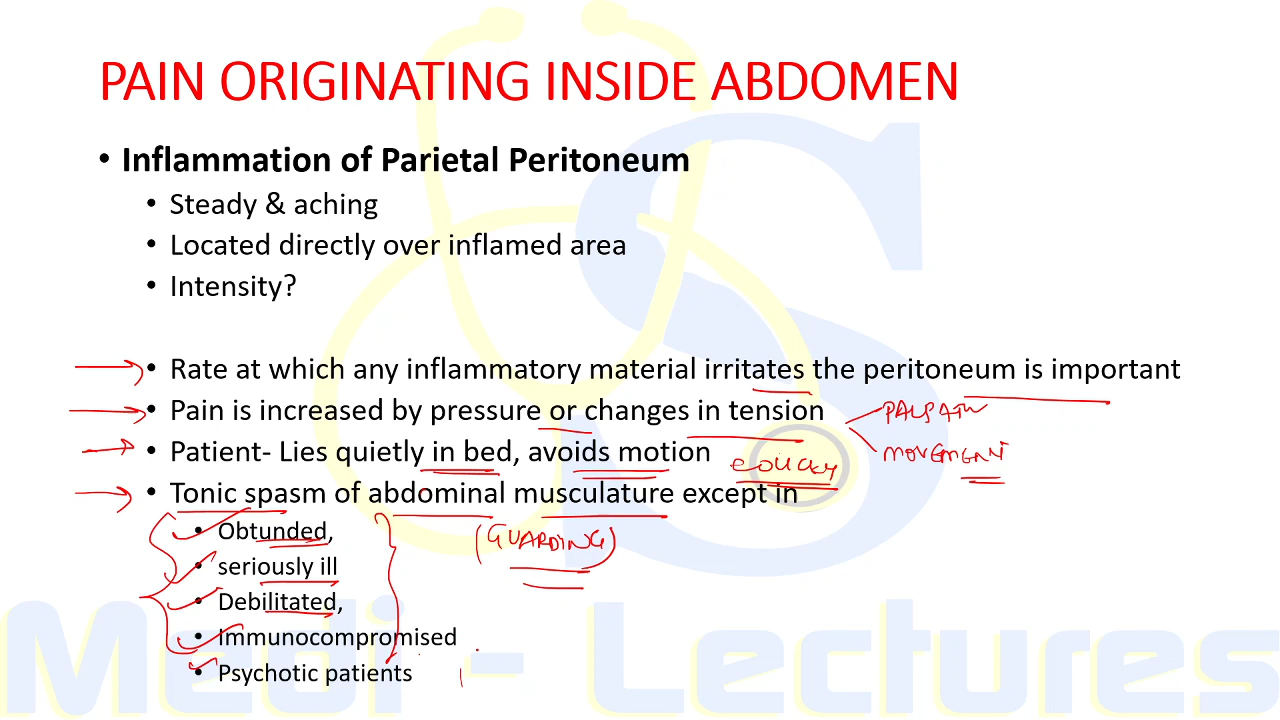 PAIN ORIGINATING INSIDE ABDOMEN
• Inflammation of Parietal Peritoneum
• Steady & aching
• Located directly over inflamed area
• Intensity?
• Rate at which any inflammatory material irritates the peritoneum is important
• Pain is increased by pressure or changes in tension
PALPATN
• Patient- Lies quietly in bed, avoids motion
MOVEMENT
COLICKY
• Tonic spasm of abdominal musculature except in
• Obtunded,
(GUARDING)
• seriously ill
• Debilitated,
• Immunocompromised
• Psychotic patients
Medi - Lectures